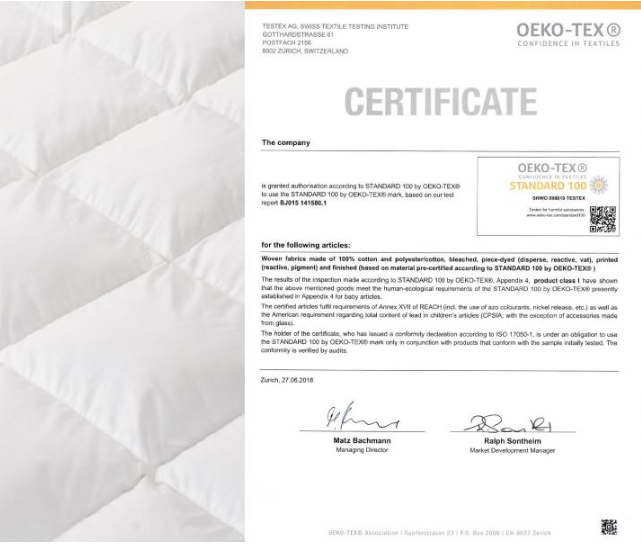 TESTEX AG, SWISS TEXTILE TESTING INSTITUTE
GOTTHARDSTRASSE 61
POSTFACH 2156
8002 ZÜRICH, SWITZERLAND
OEKO-TEX®
CONFIDENCE IN TEXTILES
CERTIFICATE
The company
is granted authorisation according to STANDARD 100 by OEKO-TEX®
to use the STANDARD 100 by OEKO-TEX® mark, based on our test
report BJ015 141580.1
OEKO-TEX®
CONFIDENCE IN TEXTILES
STANDARD 100
SHWO 096819 TESTEX
Tested for harmful substances.
www.oeko-tex.com/standard100
for the following articles:
Woven fabrics made of 100% cotton and polyester/cotton, bleached, piece-dyed (disperse, reactive, vat), printed
(reactive, pigment) and finished (based on material pre-certified according to STANDARD 100 by OEKO-TEX® )
The results of the inspection made according to STANDARD 100 by OEKO-TEX®, Appendix 4, product class I have shown
that the above mentioned goods meet the human-ecological requirements of the STANDARD 100 by OEKO-TEX® presently
established in Appendix 4 for baby articles.
The certified articles fulfil requirements of Annex XVII of REACH (incl. the use of azo colourants, nickel release, etc.) as well as
the American requirement regarding total content of lead in children's articles (CPSIA; with the exception of accessories made
from glass).
The holder of the certificate, who has issued a conformity declaration according to ISO 17050-1, is under an obligation to use
the STANDARD 100 by OEKO-TEX® mark only in conjunction with products that conform with the sample initially tested. The
conformity is verified by audits.
Zurich, 27.06.2018
Matz Bachmann
Managing Director
Ralph Sontheim
Market Development Manager
OEKO-TEX® Association | Genferstrasse 23 | P.O. Box 2006 | CH-8027 Zurich